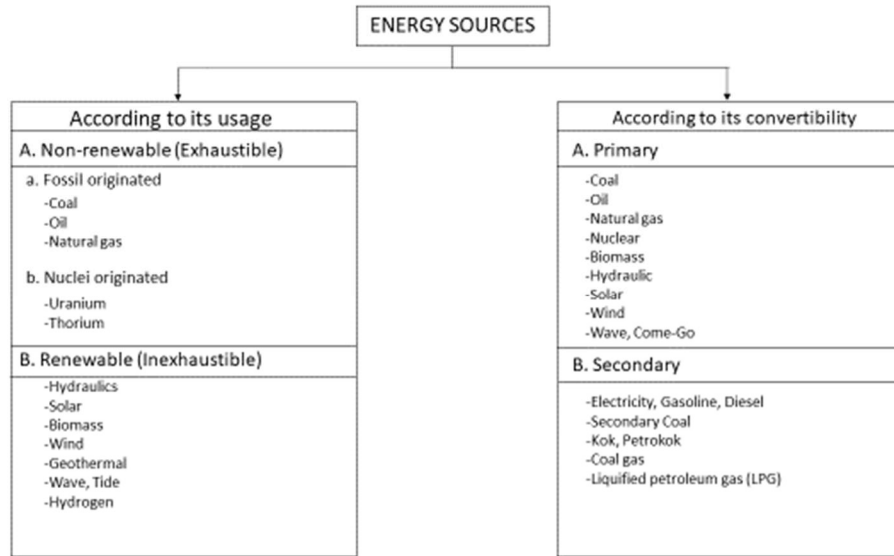 ENERGY SOURCES
According to its usage
A. Non-renewable (Exhaustible)
a. Fossil originated
-Coal
-Oil
-Natural gas
b. Nuclei originated
-Uranium
-Thorium
B. Renewable (Inexhaustible)
-Hydraulics
-Solar
-Biomass
-Wind
-Geothermal
-Wave, Tide
-Hydrogen
According to its convertibility
A. Primary
-Coal
-Oil
-Natural gas
-Nuclear
-Biomass
-Hydraulic
-Solar
-Wind
-Wave, Come-Go
B. Secondary
-Electricity, Gasoline, Diesel
-Secondary Coal
-Kok, Petrokok
-Coal gas
-Liquified petroleum gas (LPG)